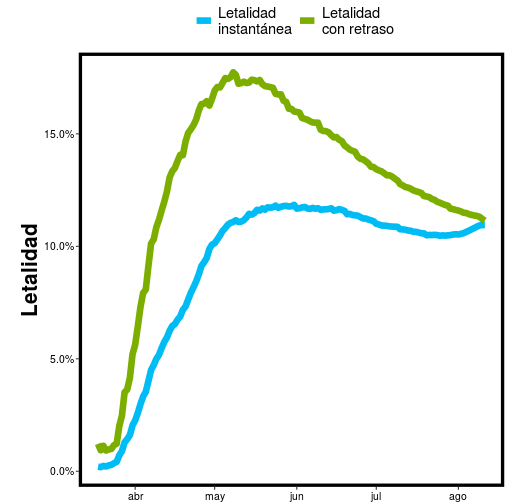 Letalidad
instantánea
Letalidad
con retraso
Letalidad
15.0%
10.0%
5.0%
0.0%
abr may jun jul ago